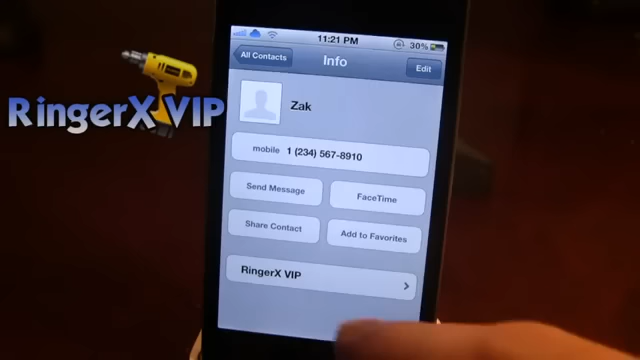 11:21 PM
30%
All Contacts
Info
Edit
Zak
RingerX VIP
mobile 1 (234) 567-8910
Send Message
FaceTime
Share Contact
Add to Favorites
RingerX VIP